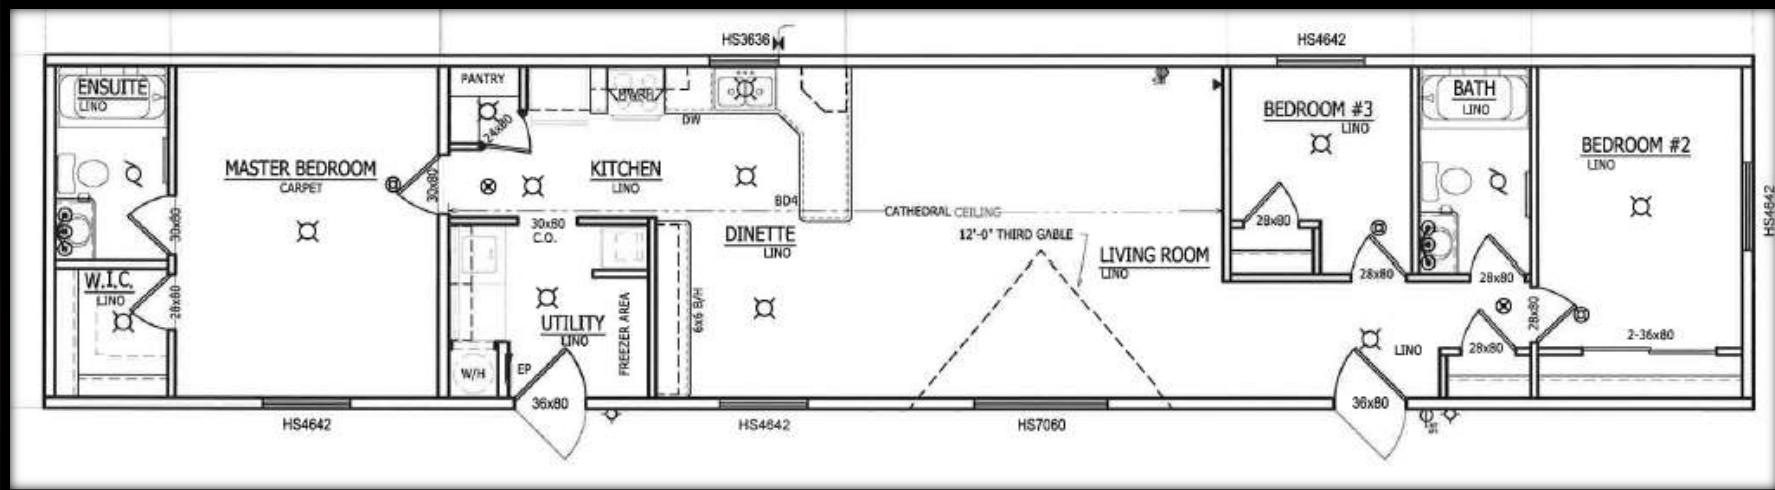 HS3636
HS4642
ENSUITE
LINO
PANTRY
24x80
DW
MASTER BEDROOM
CARPET
30x80
30x80
KITCHEN
LINO
BD4
30x80
C.O.
CATHEDRAL CEILING
12'-0" THIRD GABLE
DINETTE
LINO
LIVING ROOM
LINO
BEDROOM #3
LINO
28x80
28x80
BATH
LINO
28x80
BEDROOM #2
LINO
HS4642
W.I.C.
LINO
28x80
UTILITY
LINO
FREEZER AREA
6x6 B/H
W/H
EP
36x80
LINO
28x80
28x80
2-36x80
36x80
HS4642
HS4642
HS7060